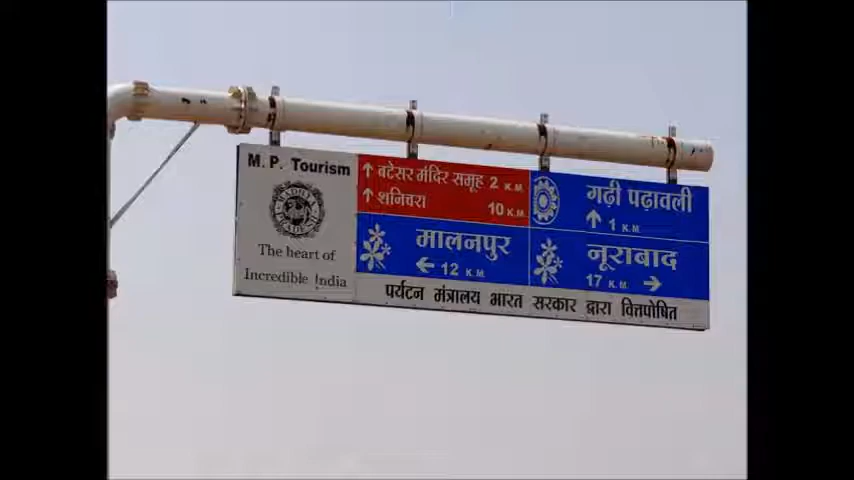 M. P. Tourism
The heart of
Incredible India
↑ बटेसर मंदिर समूह 2 K.M.
↑ शनिचरा 10 K.M.
गढ़ी पढ़ावली
↑ 1 K.M.
मालनपुर
← 12 K.M.
नूराबाद
17 K.M. →
पर्यटन मंत्रालय भारत सरकार द्वारा वित्तपोषित